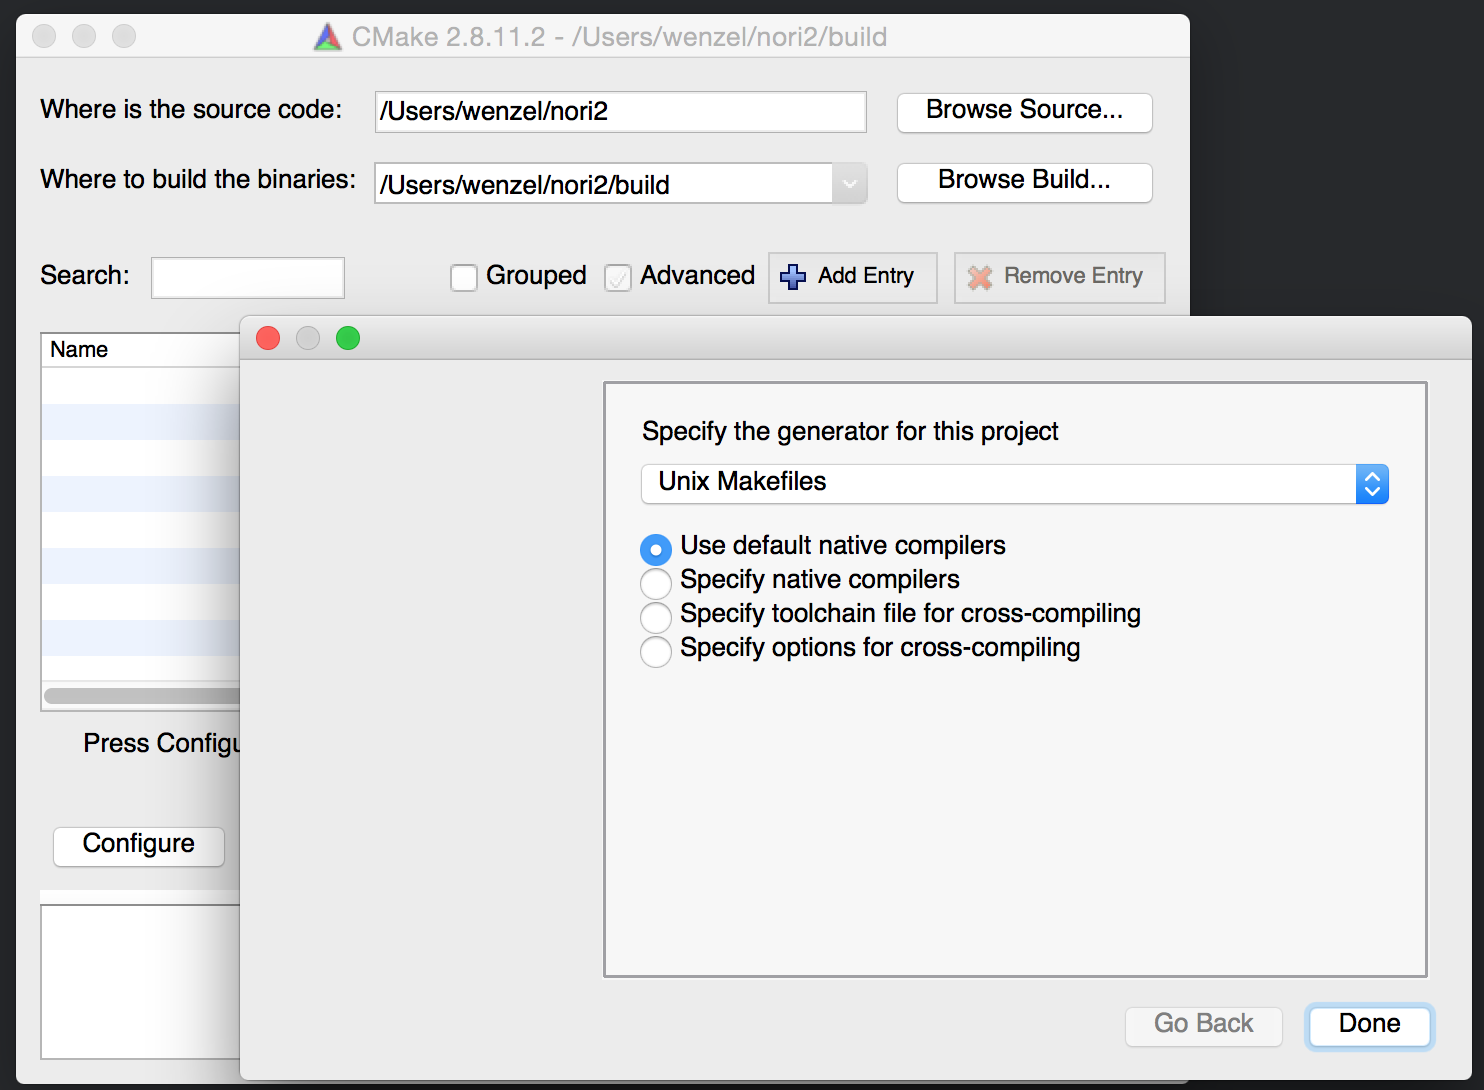 CMake 2.8.11.2 - /Users/wenzel/nori2/build
Where is the source code: /Users/wenzel/nori2 Browse Source...
Where to build the binaries: /Users/wenzel/nori2/build Browse Build...
Search: Grouped Advanced Add Entry Remove Entry
Name
Specify the generator for this project
Unix Makefiles
Use default native compilers
Specify native compilers
Specify toolchain file for cross-compiling
Specify options for cross-compiling
Press Configu
Configure
Go Back Done